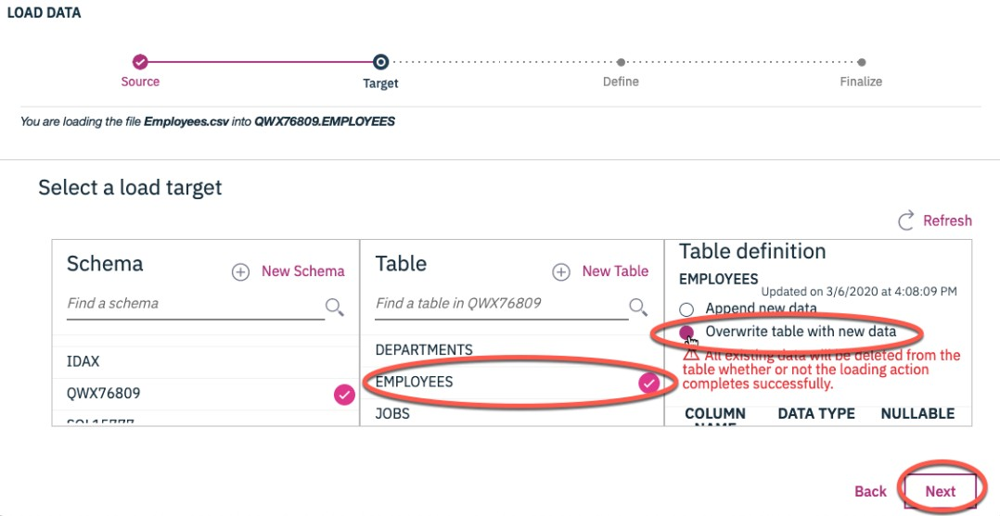 LOAD DATA
Source
Target
Define
Finalize
You are loading the file Employees.csv into QWX76809.EMPLOYEES
Select a load target
Refresh
Schema
New Schema
Find a schema
IDAX
QWX76809
Table
New Table
Find a table in QWX76809
DEPARTMENTS
EMPLOYEES
JOBS
Table definition
EMPLOYEES
Updated on 3/6/2020 at 4:08:09 PM
Append new data
Overwrite table with new data
All existing data will be deleted from the
table whether or not the loading action
completes successfully.
COLUMN DATA TYPE NULLABLE
NAME
Back
Next